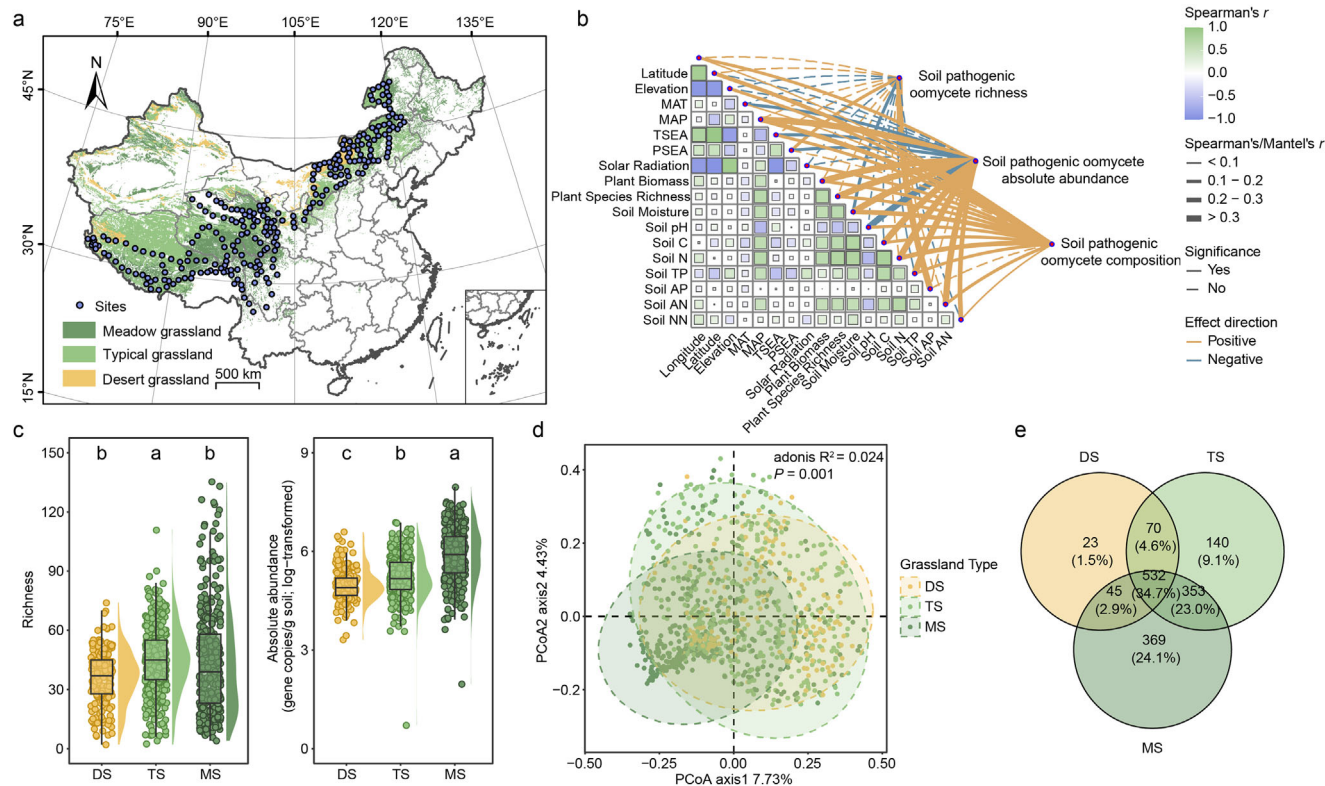 a
75°E
90°E
105°E
120°E
135°E
45°N
30°N
15°N
N
Sites
Meadow grassland
Typical grassland
Desert grassland
500 km
b
Latitude
Elevation
MAT
MAP
TSEA
PSEA
Solar Radiation
Plant Biomass
Plant Species Richness
Soil Moisture
Soil pH
Soil C
Soil N
Soil TP
Soil AP
Soil AN
Soil NN
Longitude
Latitude
Elevation
MAT
MAP
TSEA
PSEA
Solar Radiation
Plant Biomass
Plant Species Richness
Soil Moisture
Soil pH
Soil C
Soil N
Soil TP
Soil AP
Soil AN
Soil pathogenic
oomycete richness
Soil pathogenic oomycete
absolute abundance
Soil pathogenic
oomycete composition
Spearman's r
1.0
0.5
0.0
−0.5
−1.0
Spearman's/Mantel's r
< 0.1
0.1 − 0.2
0.2 − 0.3
> 0.3
Significance
Yes
No
Effect direction
Positive
Negative
c
Richness
150
120
90
60
30
0
b
a
b
DS
TS
MS
Absolute abundance
(gene copies/g soil; log−transformed)
9
6
3
0
c
b
a
DS
TS
MS
d
adonis R² = 0.024
P = 0.001
PCoA2 axis2 4.43%
0.4
0.2
0.0
−0.2
−0.50
−0.25
0.00
0.25
0.50
PCoA axis1 7.73%
Grassland Type
DS
TS
MS
e
DS
TS
23
(1.5%)
70
(4.6%)
140
(9.1%)
532
(34.7%)
45
(2.9%)
353
(23.0%)
369
(24.1%)
MS